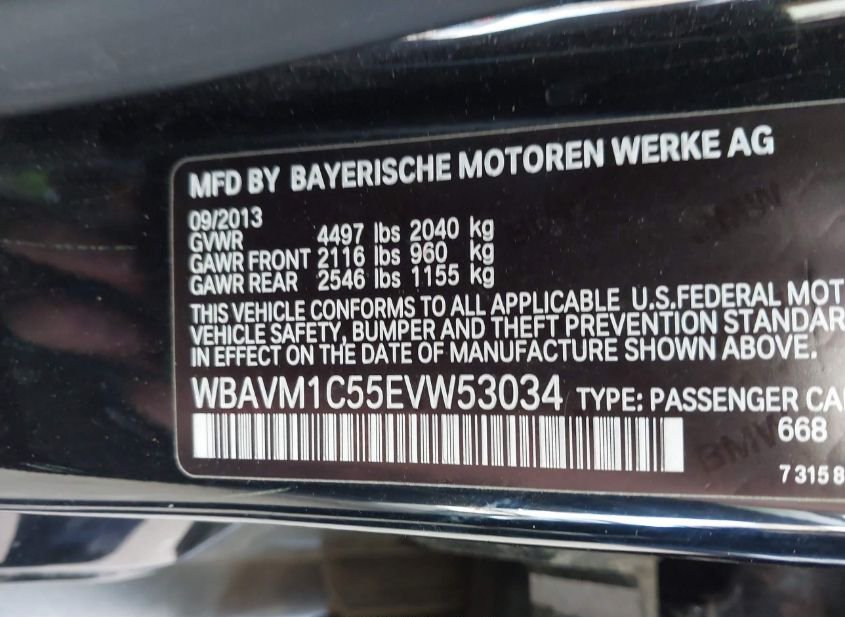 MFD BY BAYERISCHE MOTOREN WERKE AG
09/2013
GVWR 4497 lbs 2040 kg
GAWR FRONT 2116 lbs 960 kg
GAWR REAR 2546 lbs 1155 kg
THIS VEHICLE CONFORMS TO ALL APPLICABLE U.S.FEDERAL MOT
VEHICLE SAFETY, BUMPER AND THEFT PREVENTION STANDAR
IN EFFECT ON THE DATE OF MANUFACTURE SHOWN ABOVE.
WBAVM1C55EVW53034 TYPE: PASSENGER CA
668
7 315 8